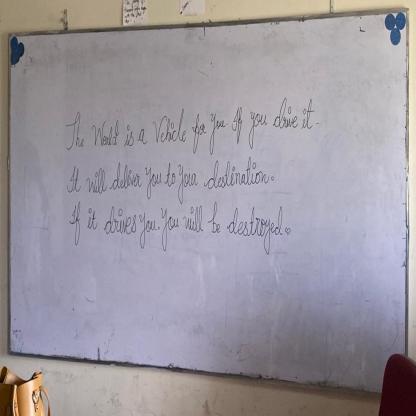 The World is a Vehicle for you. If you drive it.
It will deliver you to your destination.
If it drives you. You will be destroyed.